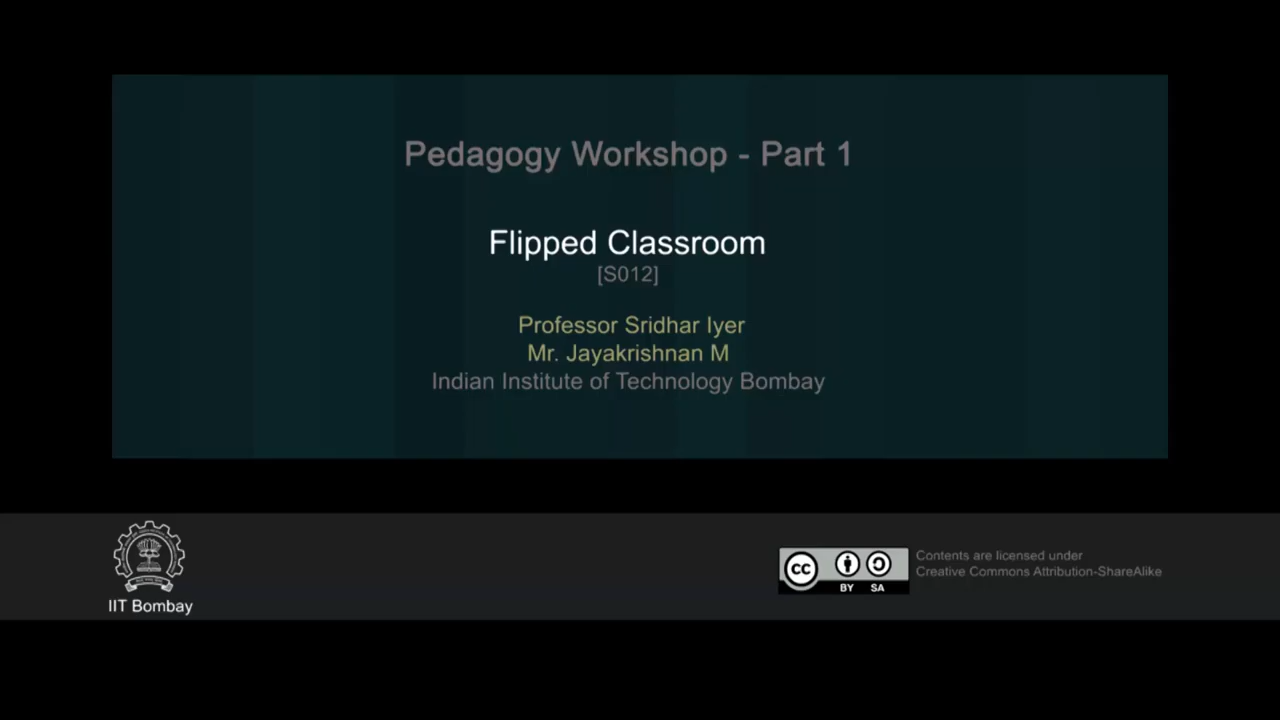 Pedagogy Workshop - Part 1
Flipped Classroom
[S012]
Professor Sridhar Iyer
Mr. Jayakrishnan M
Indian Institute of Technology Bombay
IIT Bombay
cc
BY SA
Contents are licensed under
Creative Commons Attribution-ShareAlike